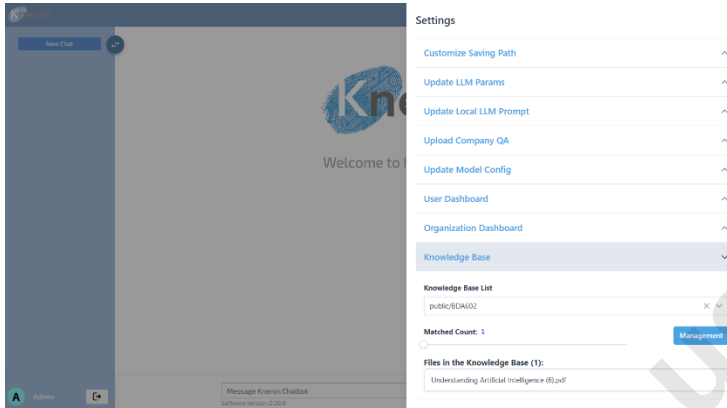 Kneron
New Chat
Kne
Welcome to
Admin
Message Kneron Chatbot
Software Version: 0.20.0
Settings
Customize Saving Path
Update LLM Params
Update Local LLM Prompt
Upload Company QA
Update Model Config
User Dashboard
Organization Dashboard
Knowledge Base
Knowledge Base List
public/BDA602
Matched Count: 1
Management
Files in the Knowledge Base (1):
Understanding Artificial Intelligence (6).pdf
A